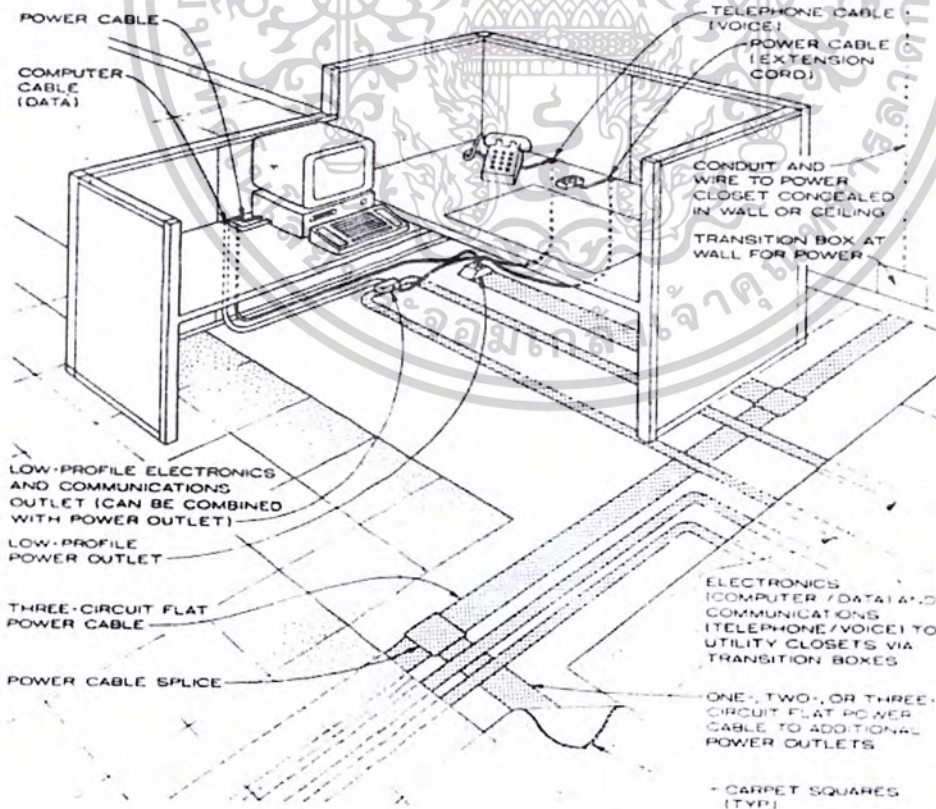 POWER CABLE
COMPUTER
CABLE
(DATA)
TELEPHONE CABLE
(VOICE)
POWER CABLE
(EXTENSION
CORD)
CONDUIT AND
WIRE TO POWER
CLOSET CONCEALED
IN WALL OR CEILING
TRANSITION BOX AT
WALL FOR POWER
LOW-PROFILE ELECTRONICS
AND COMMUNICATIONS
OUTLET (CAN BE COMBINED
WITH POWER OUTLET)
LOW-PROFILE
POWER OUTLET
THREE-CIRCUIT FLAT
POWER CABLE
POWER CABLE SPLICE
ELECTRONICS
(COMPUTER / DATA) AND
COMMUNICATIONS
(TELEPHONE/VOICE) TO
UTILITY CLOSETS VIA
TRANSITION BOXES
ONE-, TWO-, OR THREE-
CIRCUIT FLAT POWER
CABLE TO ADDITIONAL
POWER OUTLETS
CARPET SQUARES
(TYP)